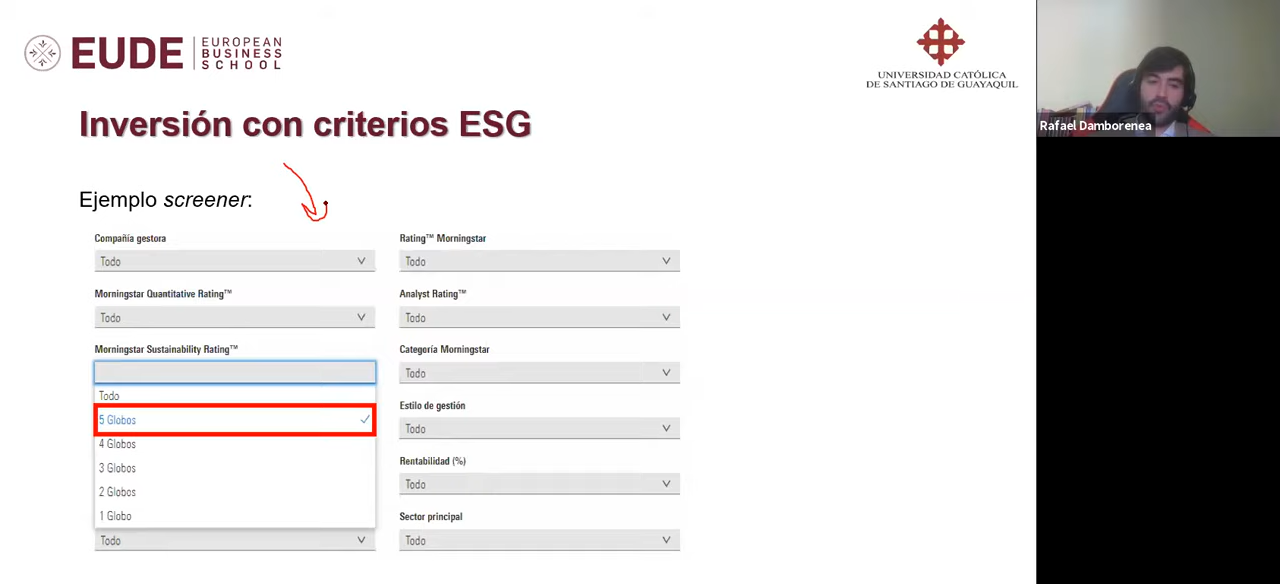 EUDE
EUROPEAN
BUSINESS
SCHOOL
UNIVERSIDAD CATÓLICA
DE SANTIAGO DE GUAYAQUIL
Rafael Damborenea
Inversión con criterios ESG
Ejemplo screener:
Compañía gestora
Todo
Rating™ Morningstar
Todo
Morningstar Quantitative Rating™
Todo
Analyst Rating™
Todo
Morningstar Sustainability Rating™
Categoría Morningstar
Todo
Todo
5 Globos
4 Globos
3 Globos
2 Globos
1 Globo
Todo
Estilo de gestión
Todo
Rentabilidad (%)
Todo
Sector principal
Todo